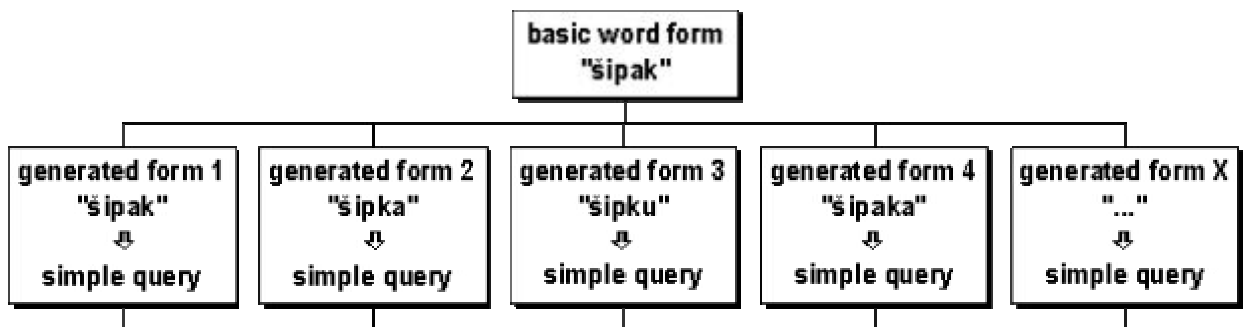 basic word form
"šipak"
generated form 1
"šipak"
simple query
generated form 2
"šipka"
simple query
generated form 3
"šipku"
simple query
generated form 4
"šipaka"
simple query
generated form X
"..."
simple query